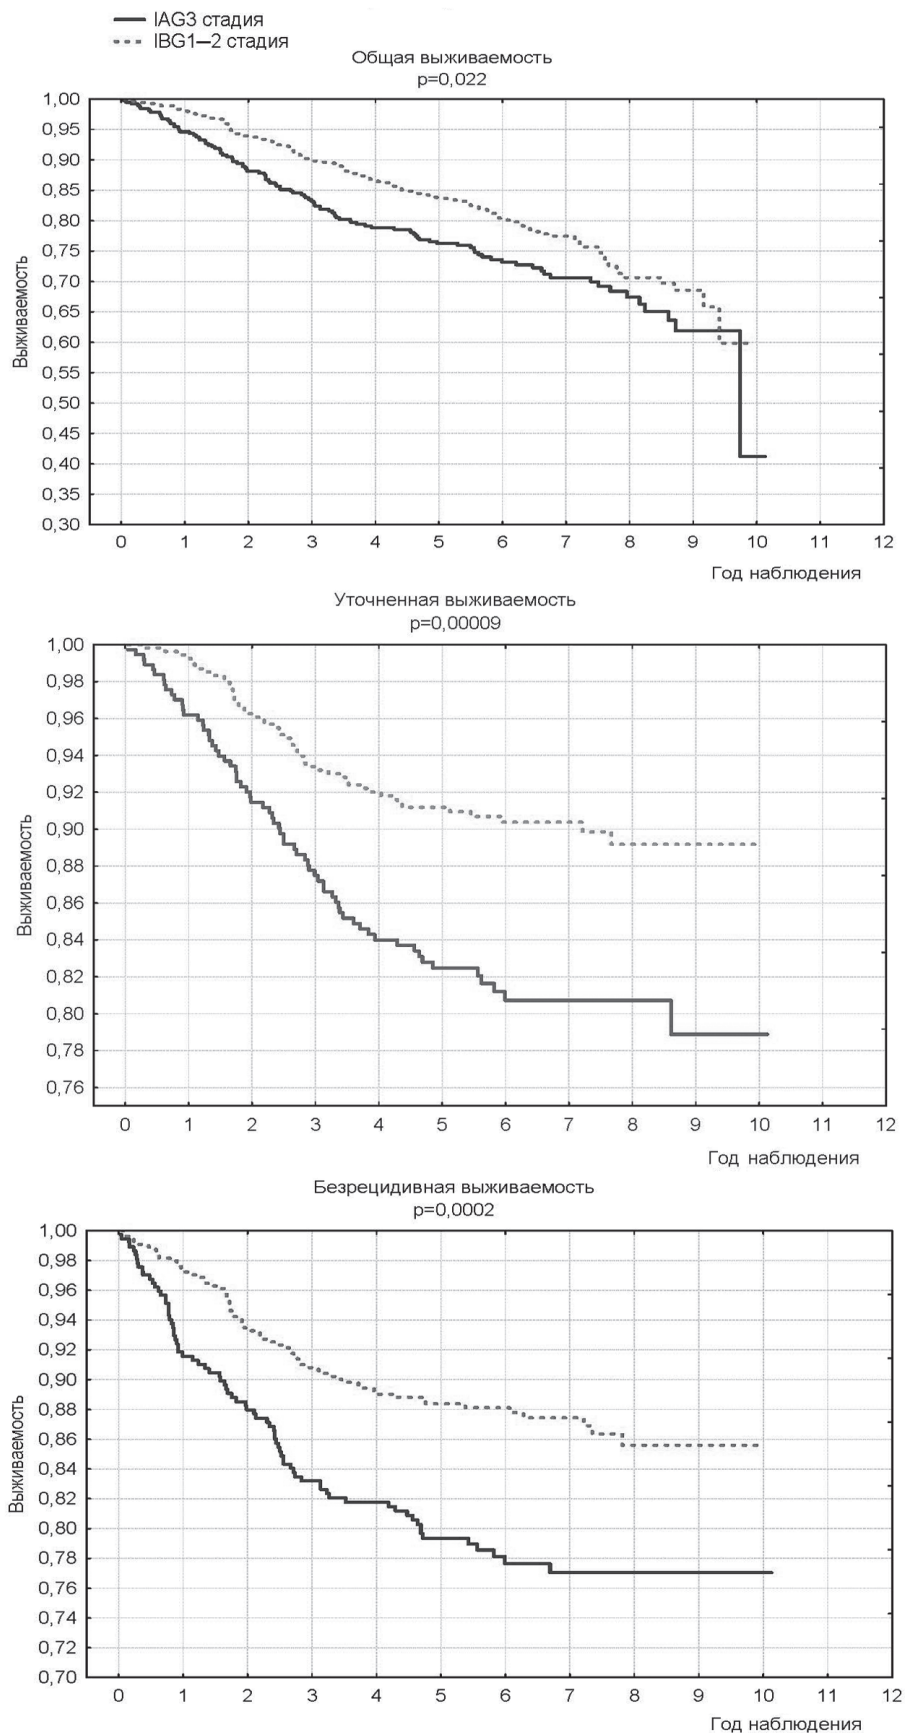 IAG3 стадия
IBG1–2 стадия
Общая выживаемость
p=0,022
1,00
0,95
0,90
0,85
0,80
0,75
0,70
0,65
0,60
0,55
0,50
0,45
0,40
0,35
0,30
Выживаемость
0 1 2 3 4 5 6 7 8 9 10 11 12
Год наблюдения
Уточненная выживаемость
p=0,00009
1,00
0,98
0,96
0,94
0,92
0,90
0,88
0,86
0,84
0,82
0,80
0,78
0,76
Выживаемость
0 1 2 3 4 5 6 7 8 9 10 11 12
Год наблюдения
Безрецидивная выживаемость
p=0,0002
1,00
0,98
0,96
0,94
0,92
0,90
0,88
0,86
0,84
0,82
0,80
0,78
0,76
0,74
0,72
0,70
Выживаемость
0 1 2 3 4 5 6 7 8 9 10 11 12
Год наблюдения